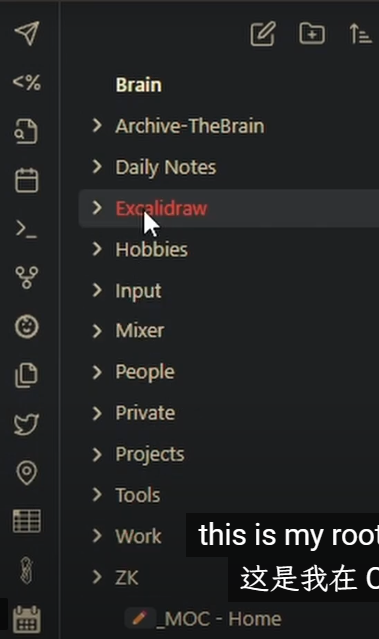 <%
Brain
Archive-TheBrain
Daily Notes
Excalidraw
Hobbies
Input
Mixer
People
Private
Projects
Tools
Work
ZK
_MOC - Home
this is my root
这是我在 O